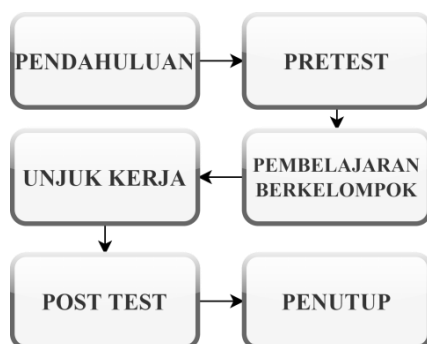 PENDAHULUAN
PRETEST
PEMBELAJARAN
BERKELOMPOK
UNJUK KERJA
POST TEST
PENUTUP